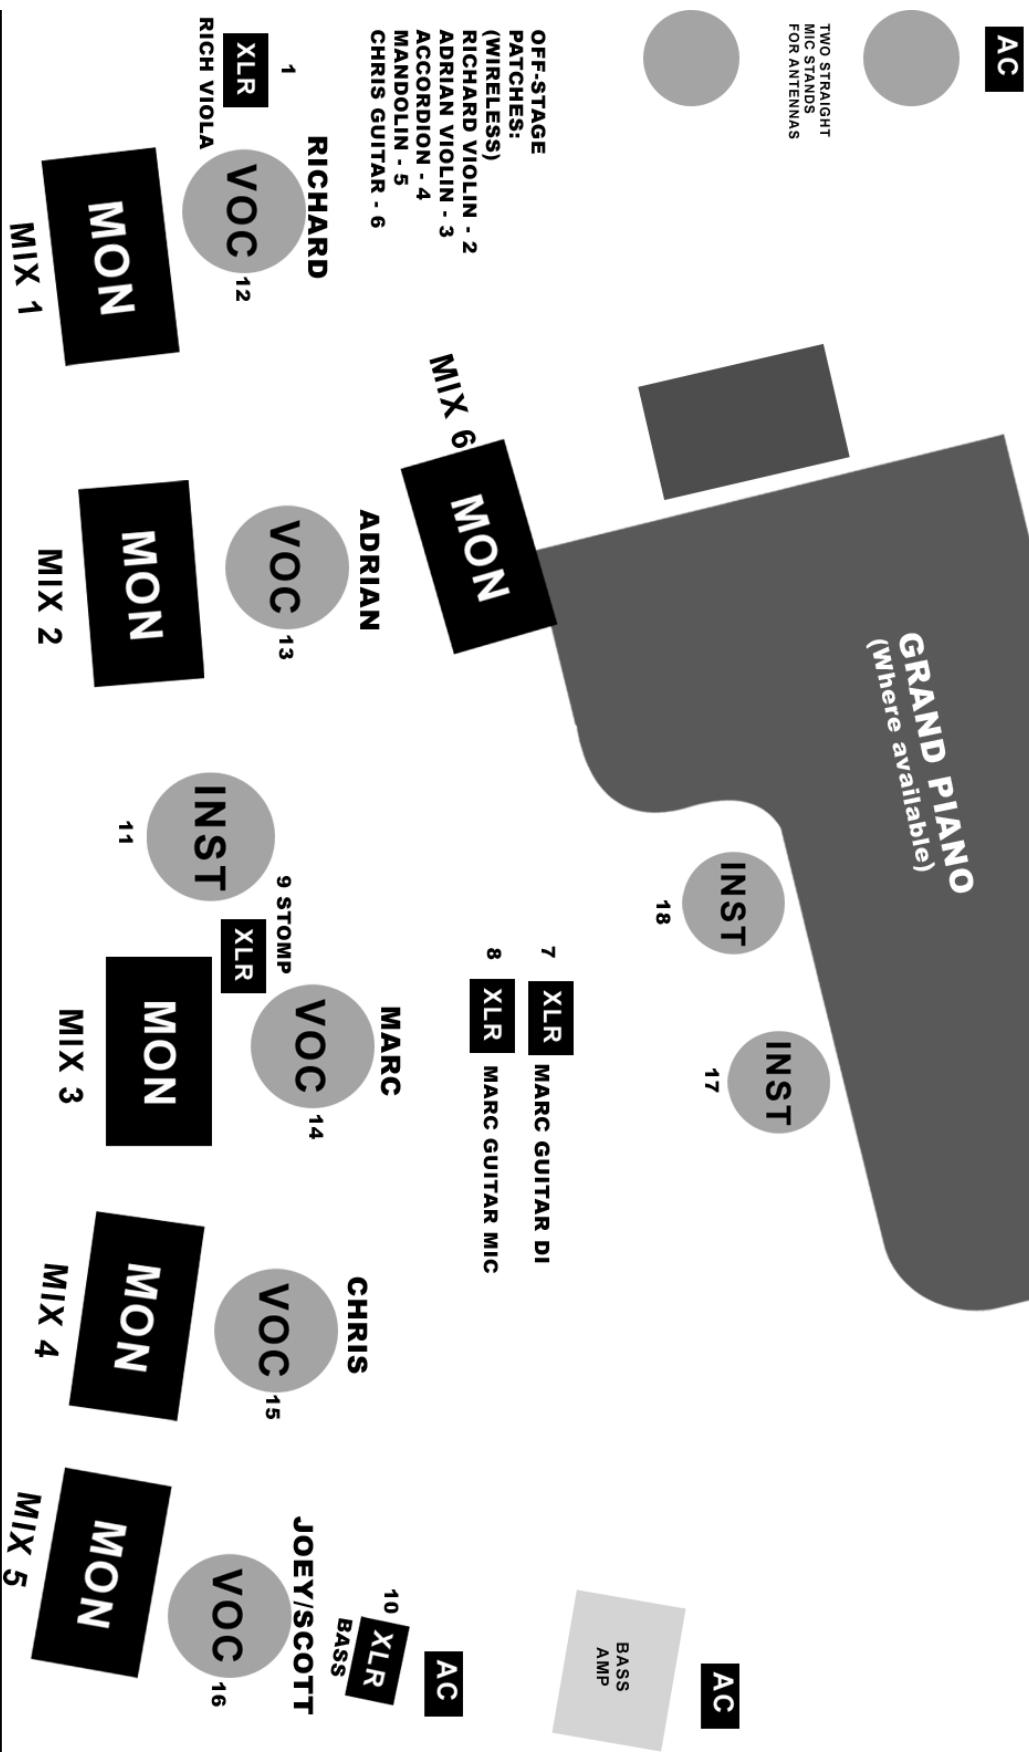 AC
TWO STRAIGHT
MIC STANDS
FOR ANTENNAS
OFF-STAGE
PATCHES:
(WIRELESS)
RICHARD VIOLIN - 2
ADRIAN VIOLIN - 3
ACCORDION - 4
MANDOLIN - 5
CHRIS GUITAR - 6
1
XLR
RICH VIOLA
RICHARD
VOC
12
MON
MIX 1
MIX 6
MON
GRAND PIANO
(Where available)
ADRIAN
VOC
13
MON
MIX 2
INST
11
INST
18
INST
17
9 STOMP
XLR
7
XLR
MARC GUITAR DI
8
XLR
MARC GUITAR MIC
MARC
VOC
14
MON
MIX 3
CHRIS
VOC
15
MON
MIX 4
JOEY/SCOTT
VOC
16
MON
MIX 5
10
XLR
BASS
AC
BASS
AMP
AC